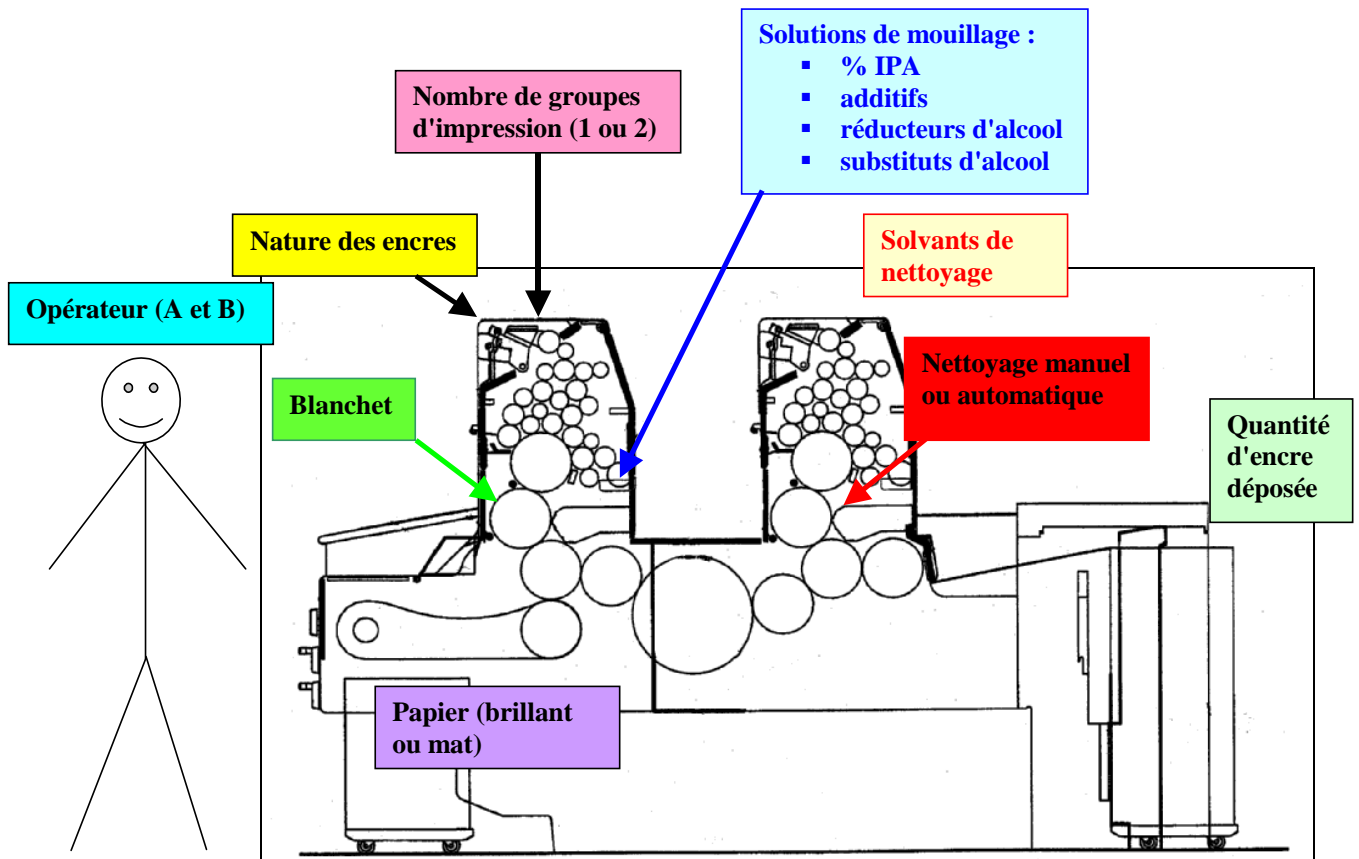 Solutions de mouillage :
▪ % IPA
▪ additifs
▪ réducteurs d'alcool
▪ substituts d'alcool
Nombre de groupes
d'impression (1 ou 2)
Nature des encres
Solvants de
nettoyage
Opérateur (A et B)
Blanchet
Nettoyage manuel
ou automatique
Quantité
d'encre
déposée
Papier (brillant
ou mat)